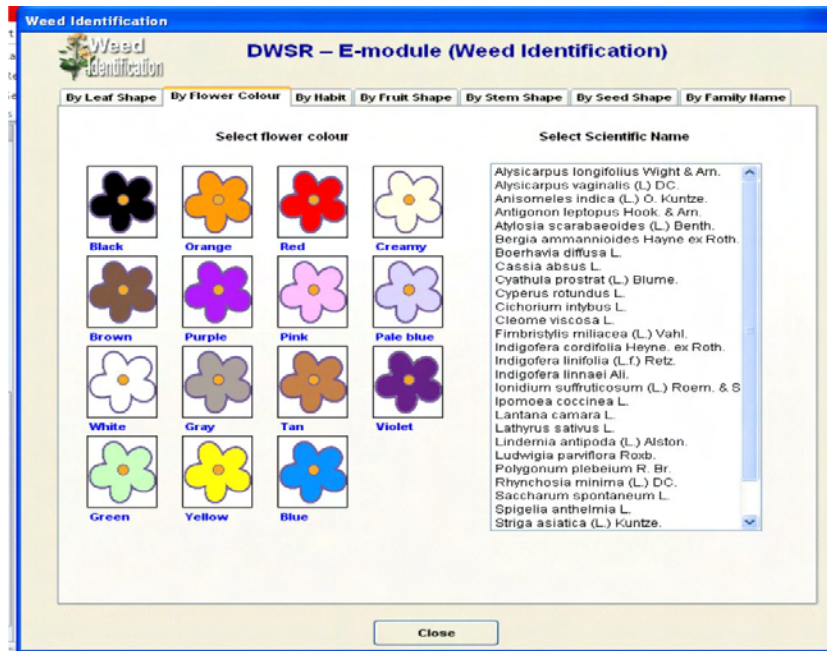 Weed Identification
Weed
Identification
DWSR – E-module (Weed Identification)
By Leaf Shape By Flower Colour By Habit By Fruit Shape By Stem Shape By Seed Shape By Family Name
Select flower colour
Black Orange Red Creamy
Brown Purple Pink Pale blue
White Gray Tan Violet
Green Yellow Blue
Select Scientific Name
Alysicarpus longifolius Wight & Arn.
Alysicarpus vaginalis (L.) DC.
Anisomeles indica (L.) O. Kuntze.
Antigonon leptopus Hook. & Arn.
Atylosia scarabaeoides (L.) Benth.
Bergia ammannioides Hayne ex Roth.
Boerhavia diffusa L.
Cassia absus L.
Cyathula prostrat (L.) Blume.
Cyperus rotundus L.
Cichorium intybus L.
Cleome viscosa L.
Fimbristylis miliacea (L.) Vahl.
Indigofera cordifolia Heyne. ex Roth.
Indigofera linifolia (L.f.) Retz.
Indigofera linnaei Ali.
Ionidium suffruticosum (L.) Roem. & S
Ipomoea coccinea L.
Lantana camara L.
Lathyrus sativus L.
Lindernia antipoda (L.) Alston.
Ludwigia parviflora Roxb.
Polygonum plebeium R. Br.
Rhynchosia minima (L.) DC.
Saccharum spontaneum L.
Spigelia anthelmia L.
Striga asiatica (L.) Kuntze.
Close